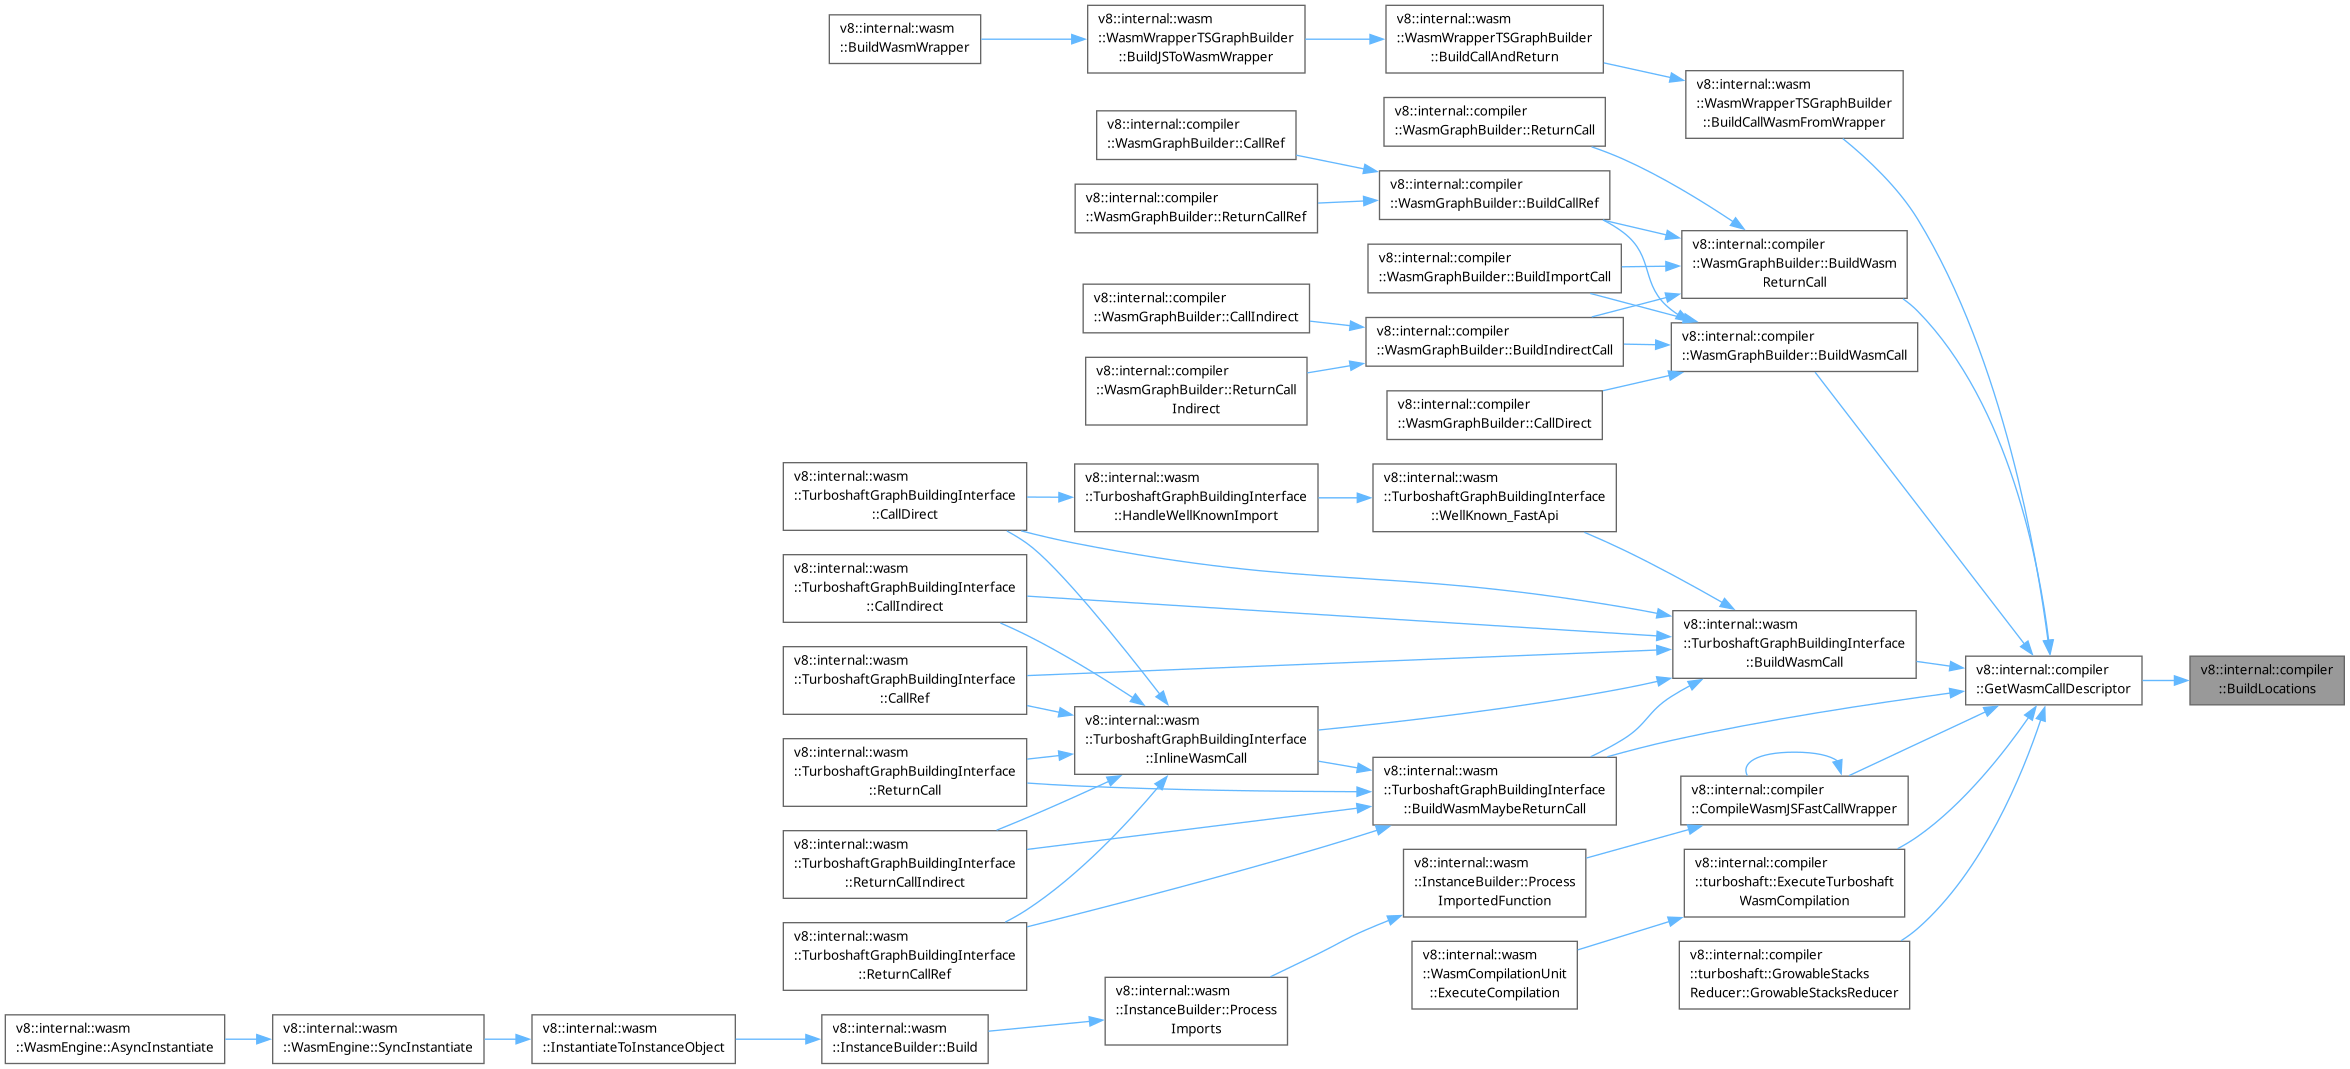 v8::internal::wasm
::BuildWasmWrapper
v8::internal::wasm
::WasmWrapperTSGraphBuilder
::BuildJSToWasmWrapper
v8::internal::wasm
::WasmWrapperTSGraphBuilder
::BuildCallAndReturn
v8::internal::wasm
::WasmWrapperTSGraphBuilder
::BuildCallWasmFromWrapper
v8::internal::compiler
::WasmGraphBuilder::ReturnCall
v8::internal::compiler
::WasmGraphBuilder::CallRef
v8::internal::compiler
::WasmGraphBuilder::BuildCallRef
v8::internal::compiler
::WasmGraphBuilder::ReturnCallRef
v8::internal::compiler
::WasmGraphBuilder::BuildWasm
ReturnCall
v8::internal::compiler
::WasmGraphBuilder::BuildImportCall
v8::internal::compiler
::WasmGraphBuilder::CallIndirect
v8::internal::compiler
::WasmGraphBuilder::BuildIndirectCall
v8::internal::compiler
::WasmGraphBuilder::BuildWasmCall
v8::internal::compiler
::WasmGraphBuilder::ReturnCall
Indirect
v8::internal::compiler
::WasmGraphBuilder::CallDirect
v8::internal::wasm
::TurboshaftGraphBuildingInterface
::CallDirect
v8::internal::wasm
::TurboshaftGraphBuildingInterface
::HandleWellKnownImport
v8::internal::wasm
::TurboshaftGraphBuildingInterface
::WellKnown_FastApi
v8::internal::wasm
::TurboshaftGraphBuildingInterface
::CallIndirect
v8::internal::wasm
::TurboshaftGraphBuildingInterface
::BuildWasmCall
v8::internal::wasm
::TurboshaftGraphBuildingInterface
::CallRef
v8::internal::compiler
::GetWasmCallDescriptor
v8::internal::compiler
::BuildLocations
v8::internal::wasm
::TurboshaftGraphBuildingInterface
::InlineWasmCall
v8::internal::wasm
::TurboshaftGraphBuildingInterface
::ReturnCall
v8::internal::wasm
::TurboshaftGraphBuildingInterface
::BuildWasmMaybeReturnCall
v8::internal::compiler
::CompileWasmJSFastCallWrapper
v8::internal::wasm
::TurboshaftGraphBuildingInterface
::ReturnCallIndirect
v8::internal::wasm
::InstanceBuilder::Process
ImportedFunction
v8::internal::compiler
::turboshaft::ExecuteTurboshaft
WasmCompilation
v8::internal::wasm
::TurboshaftGraphBuildingInterface
::ReturnCallRef
v8::internal::wasm
::WasmCompilationUnit
::ExecuteCompilation
v8::internal::compiler
::turboshaft::GrowableStacks
Reducer::GrowableStacksReducer
v8::internal::wasm
::InstanceBuilder::Process
Imports
v8::internal::wasm
::WasmEngine::AsyncInstantiate
v8::internal::wasm
::WasmEngine::SyncInstantiate
v8::internal::wasm
::InstantiateToInstanceObject
v8::internal::wasm
::InstanceBuilder::Build